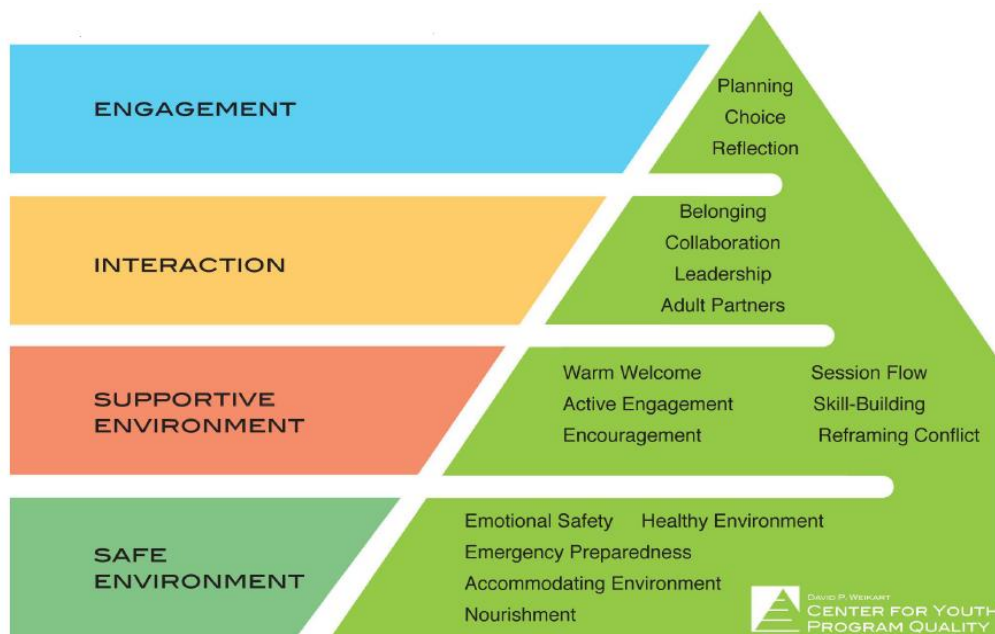 ENGAGEMENT
Planning
Choice
Reflection
INTERACTION
Belonging
Collaboration
Leadership
Adult Partners
SUPPORTIVE
ENVIRONMENT
Warm Welcome
Active Engagement
Encouragement
Session Flow
Skill-Building
Reframing Conflict
SAFE
ENVIRONMENT
Emotional Safety Healthy Environment
Emergency Preparedness
Accommodating Environment
Nourishment
DAVID P. WEIKART
CENTER FOR YOUTH
PROGRAM QUALITY